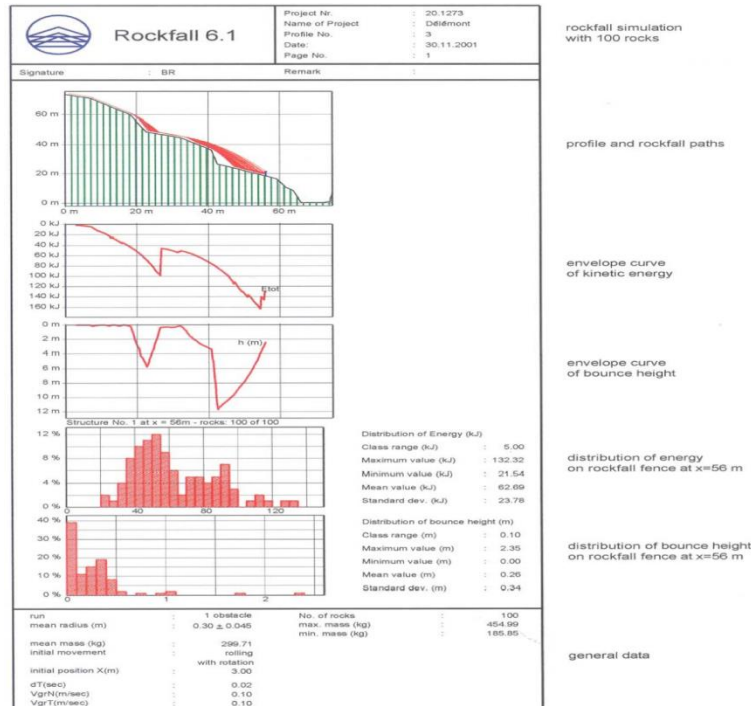 Rockfall 6.1
Project Nr. : 20.1273
Name of Project : Délémont
Profile No. : 3
Date: : 30.11.2001
Page No. : 1
rockfall simulation
with 100 rocks
Signature : BR Remark :
60 m
40 m
20 m
0 m
0 m 20 m 40 m 60 m
profile and rockfall paths
0 kJ
20 kJ
40 kJ
60 kJ
80 kJ
100 kJ
120 kJ
140 kJ
160 kJ
Etot
envelope curve
of kinetic energy
0 m
2 m
4 m
6 m
8 m
10 m
12 m
h (m)
envelope curve
of bounce height
Structure No. 1 at x = 56m - rocks: 100 of 100
12 %
8 %
4 %
0 %
0 40 80 120
Distribution of Energy (kJ)
Class range (kJ) : 5.00
Maximum value (kJ) : 132.32
Minimum value (kJ) : 21.54
Mean value (kJ) : 62.69
Standard dev. (kJ) : 23.78
distribution of energy
on rockfall fence at x=56 m
40 %
30 %
20 %
10 %
0 %
0 1 2
Distribution of bounce height (m)
Class range (m) : 0.10
Maximum value (m) : 2.35
Minimum value (m) : 0.00
Mean value (m) : 0.26
Standard dev. (m) : 0.34
distribution of bounce height
on rockfall fence at x=56 m
run : 1 obstacle No. of rocks : 100
mean radius (m) : 0.30 ± 0.045 max. mass (kg) : 454.99
min. mass (kg) : 185.85
mean mass (kg) : 299.71
initial movement : rolling
with rotation
initial position X(m) : 3.00
dT(sec) : 0.02
VgrN(m/sec) : 0.10
VgrT(m/sec) : 0.10
general data